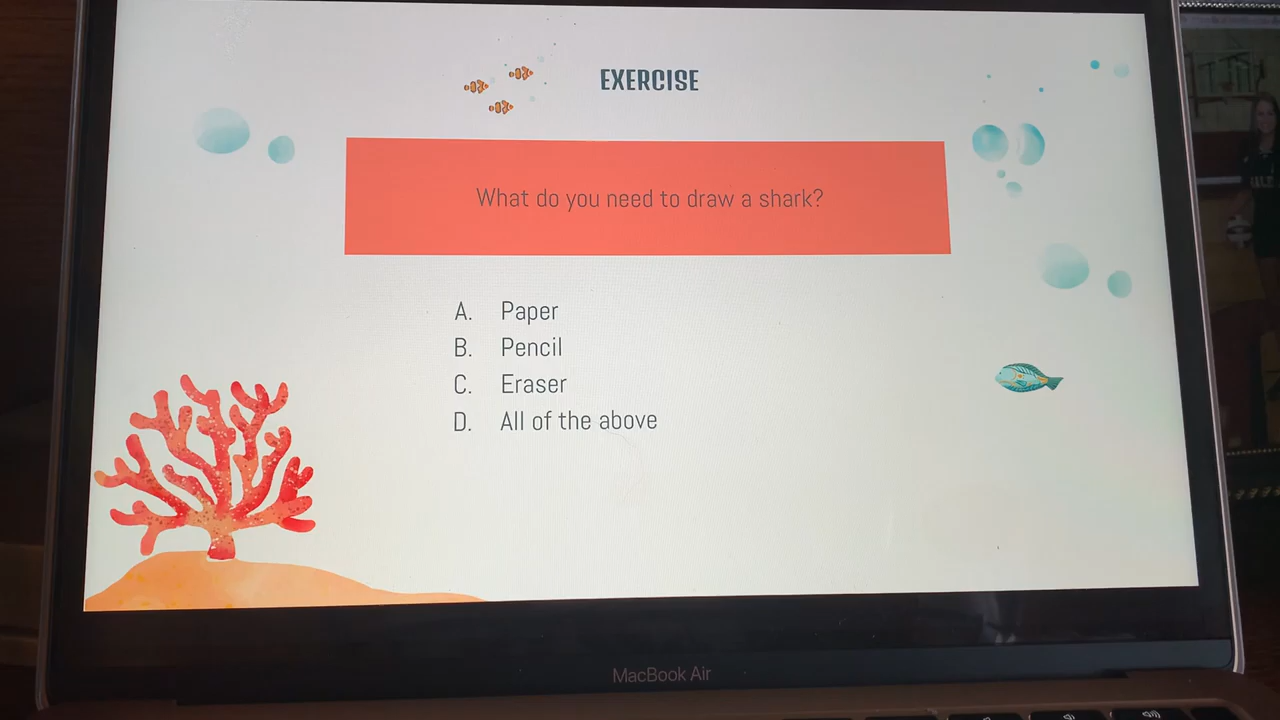 EXERCISE
What do you need to draw a shark?
A. Paper
B. Pencil
C. Eraser
D. All of the above
MacBook Air